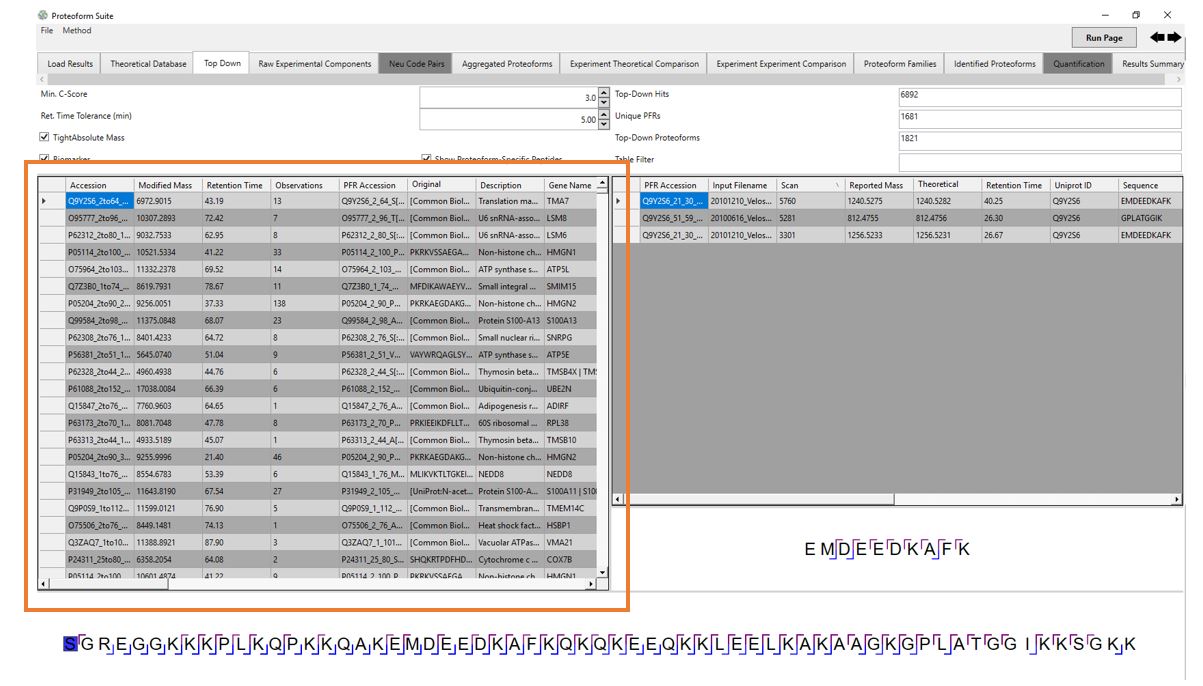 Proteoform Suite
File Method
Run Page
Load Results Theoretical Database Top Down Raw Experimental Components Neu Code Pairs Aggregated Proteoforms Experiment Theoretical Comparison Experiment Experiment Comparison Proteoform Families Identified Proteoforms Quantification Results Summary
Min. C-Score 3.0 Top-Down Hits 6892
Ret. Time Tolerance (min) 5.00 Unique PFRs 1681
TightAbsolute Mass Top-Down Proteoforms 1821
Biomarker Show Proteoform-Specific Peptides Table Filter
Accession Modified Mass Retention Time Observations PFR Accession Original Description Gene Name
Q9Y2S6_2to64_... 6972.9015 43.19 13 Q9Y2S6_2_64_S[... [Common Biol... Translation ma... TMA7
O95777_2to96_... 10307.2893 72.42 7 O95777_2_96_T[... [Common Biol... U6 snRNA-asso... LSM8
P62312_2to80_1... 9032.7533 62.95 8 P62312_2_80_S[:... [Common Biol... U6 snRNA-asso... LSM6
P05114_2to100_... 10521.5334 41.22 33 P05114_2_100_P... PKRKVSSAEGA... Non-histone ch... HMGN1
O75964_2to103... 11332.2378 69.52 14 O75964_2_103_... [Common Biol... ATP synthase s... ATP5L
Q7Z3B0_1to74_... 8619.7931 78.67 11 Q7Z3B0_1_74_... MFDIKAWAEYV... Small integral ... SMIM15
P05204_2to90_2... 9256.0051 37.33 138 P05204_2_90_P... PKRKAEGDAKG... Non-histone ch... HMGN2
Q99584_2to98_... 11375.0848 68.07 23 Q99584_2_98_A... [Common Biol... Protein S100-A13 S100A13
P62308_2to76_1... 8401.4233 64.72 8 P62308_2_76_S[:... [Common Biol... Small nuclear ri... SNRPG
P56381_2to51_1... 5645.0740 51.04 9 P56381_2_51_V... VAYWRQAGLSY... ATP synthase s... ATP5E
P62328_2to44_2... 4960.4938 44.76 6 P62328_2_44_S[:... [Common Biol... Thymosin beta... TMSB4X | TMS
P61088_2to152_... 17038.0084 66.39 6 P61088_2_152_... [Common Biol... Ubiquitin-conj... UBE2N
Q15847_2to76_... 7760.9603 64.65 1 Q15847_2_76_A... [Common Biol... Adipogenesis r... ADIRF
P63173_2to70_1... 8081.7048 47.78 8 P63173_2_70_P... PRKIEEIKDFLLT... 60S ribosomal ... RPL38
P63313_2to44_1... 4933.5189 45.07 1 P63313_2_44_A[... [Common Biol... Thymosin beta... TMSB10
P05204_2to90_3... 9255.9996 21.40 46 P05204_2_90_P... PKRKAEGDAKG... Non-histone ch... HMGN2
Q15843_1to76_... 8554.6783 53.39 6 Q15843_1_76_M... MLIKVKTLTGKEI... NEDD8 NEDD8
P31949_2to105_... 11643.8190 67.54 27 P31949_2_105_... [UniProt:N-acet... Protein S100-A... S100A11 | S100
Q9P0S9_1to112... 11599.0121 76.90 5 Q9P0S9_1_112_... [Common Biol... Transmembran... TMEM14C
O75506_2to76_... 8449.1481 74.13 1 O75506_2_76_A... [Common Biol... Heat shock fact... HSBP1
Q3ZAQ7_1to10... 11388.8921 87.90 3 Q3ZAQ7_1_101... [Common Biol... Vacuolar ATPas... VMA21
P24311_25to80_... 6358.2054 64.08 2 P24311_25_80_S... SHQKRTPDFHD... Cytochrome c ... COX7B
P05114_2to100_... 10601.4874 41.22 9 P05114_2_100_P... PKRKVSSAEGA... Non-histone ch... HMGN1
PFR Accession Input Filename Scan Reported Mass Theoretical Retention Time Uniprot ID Sequence
Q9Y2S6_21_30_... 20101210_Velos... 5760 1240.5275 1240.5282 40.25 Q9Y2S6 EMDEEDKAFK
Q9Y2S6_51_59_... 20100616_Velos... 5281 812.4755 812.4756 26.30 Q9Y2S6 GPLATGGIK
Q9Y2S6_21_30_... 20101210_Velos... 3301 1256.5233 1256.5231 26.67 Q9Y2S6 EMDEEDKAFK
E M D E E D K A F K
S G R E G G K K K P L K Q P K K Q A K E M D E E D K A F K Q K Q K E E Q K K L E E L K A K A A G K G P L A T G G I K K S G K K